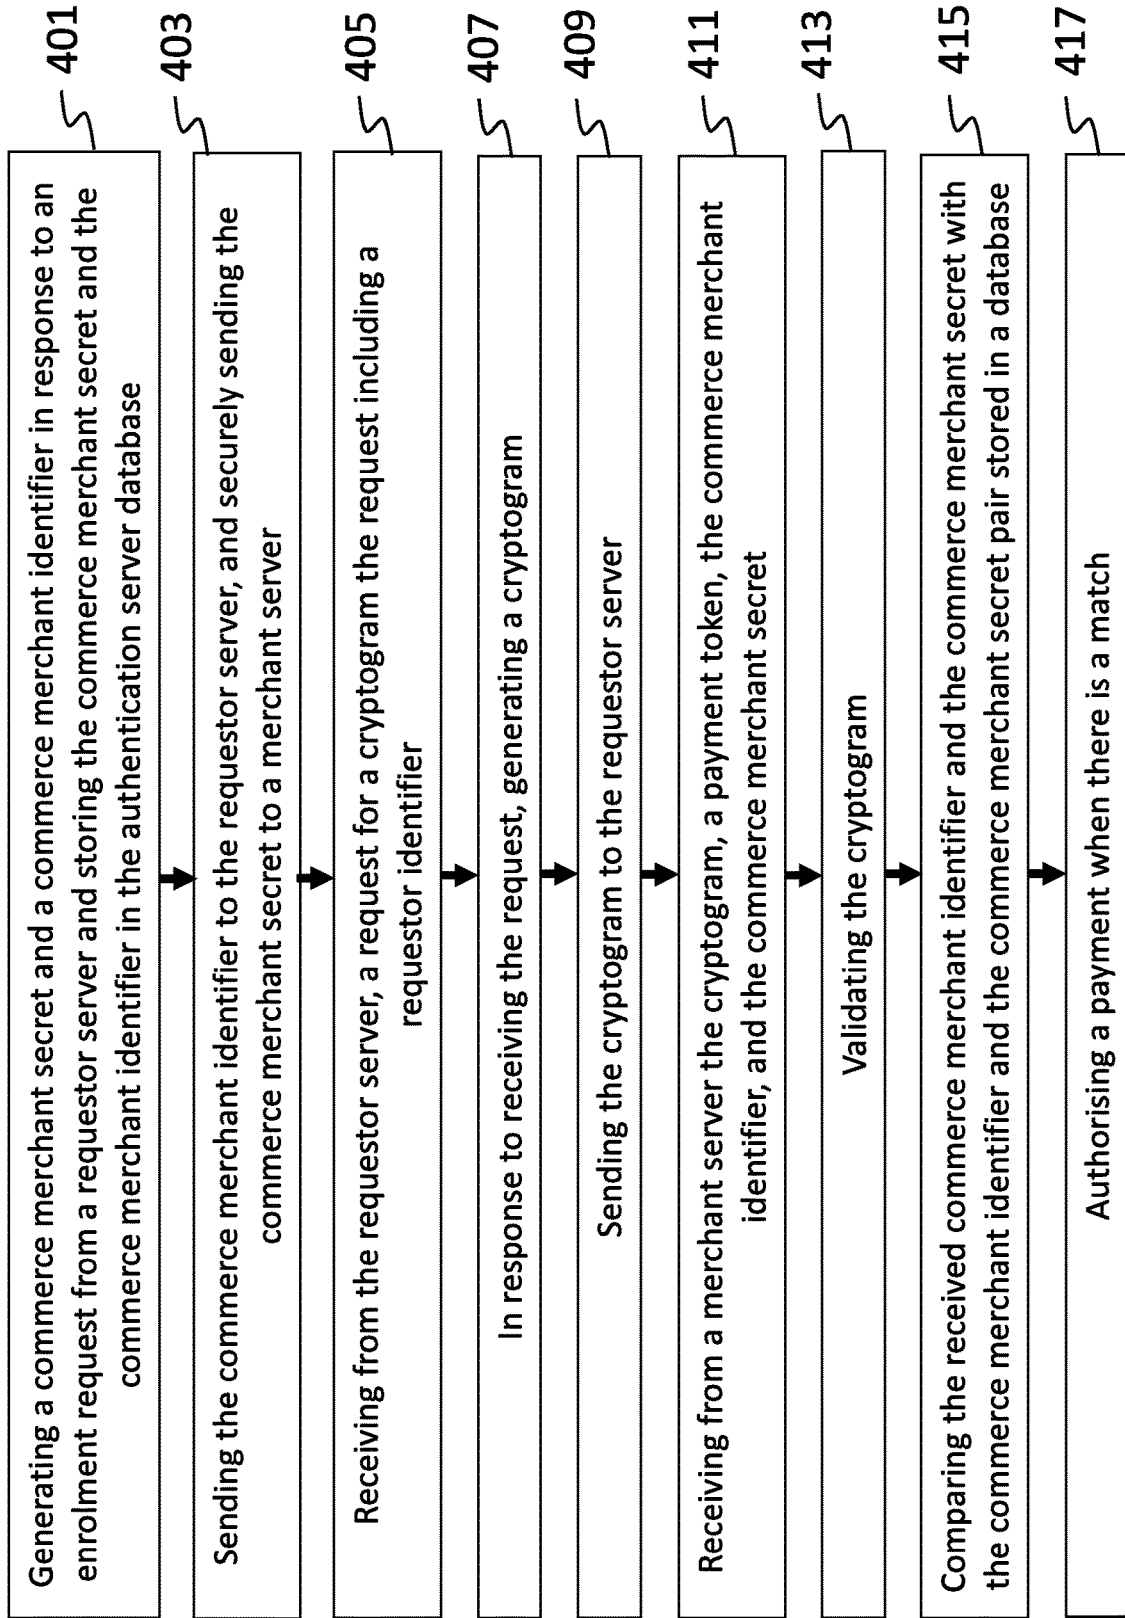 Generating a commerce merchant secret and a commerce merchant identifier in response to an
enrolment request from a requestor server and storing the commerce merchant secret and the
commerce merchant identifier in the authentication server database
401
Sending the commerce merchant identifier to the requestor server, and securely sending the
commerce merchant secret to a merchant server
403
Receiving from the requestor server, a request for a cryptogram the request including a
requestor identifier
405
In response to receiving the request, generating a cryptogram
407
Sending the cryptogram to the requestor server
409
Receiving from a merchant server the cryptogram, a payment token, the commerce merchant
identifier, and the commerce merchant secret
411
Validating the cryptogram
413
Comparing the received commerce merchant identifier and the commerce merchant secret with
the commerce merchant identifier and the commerce merchant secret pair stored in a database
415
Authorising a payment when there is a match
417